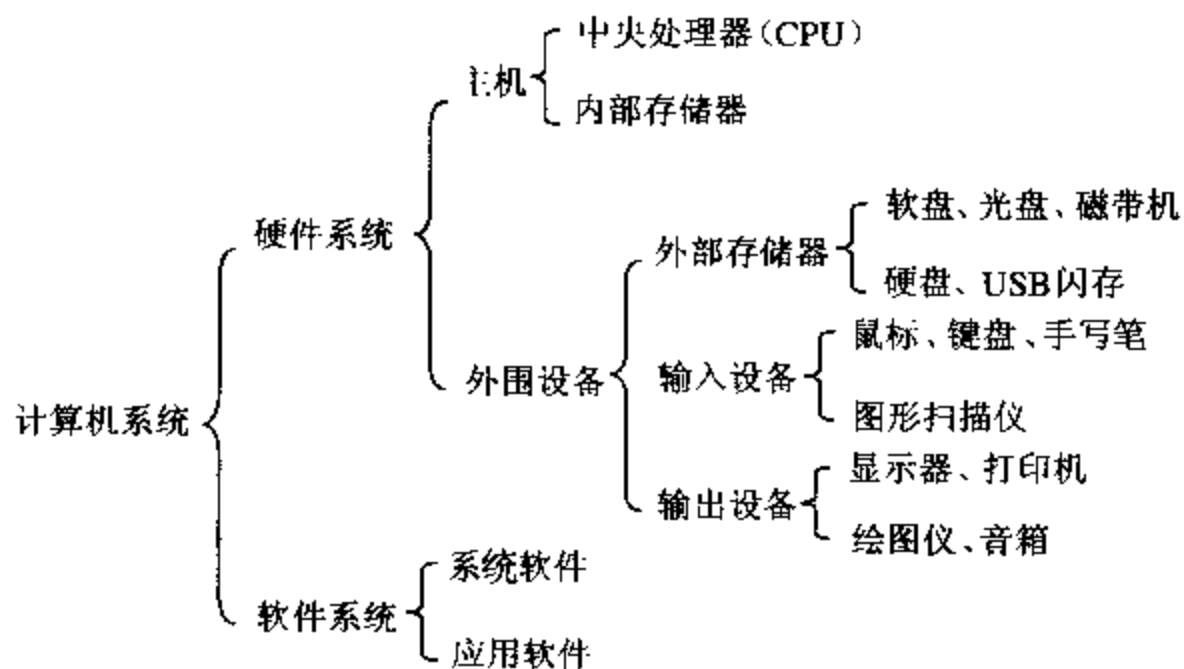 中央处理器(CPU)
主机
内部存储器
软盘、光盘、磁带机
硬件系统
外部存储器
硬盘、USB闪存
鼠标、键盘、手写笔
外围设备
输入设备
计算机系统
图形扫描仪
显示器、打印机
输出设备
绘图仪、音箱
系统软件
软件系统
应用软件